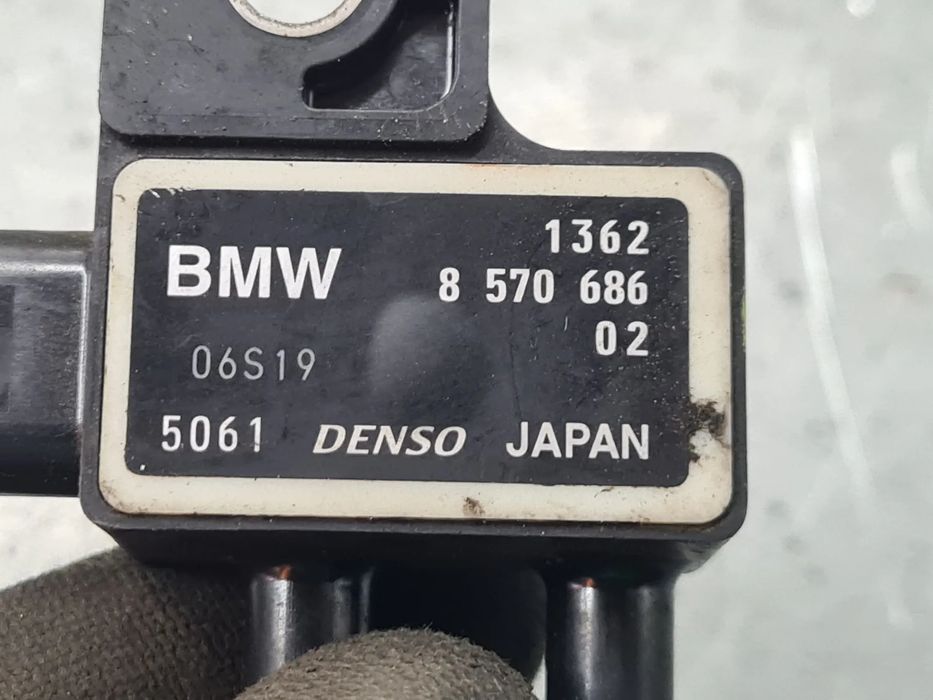 1362
BMW 8 570 686
02
06S19
5061 DENSO JAPAN